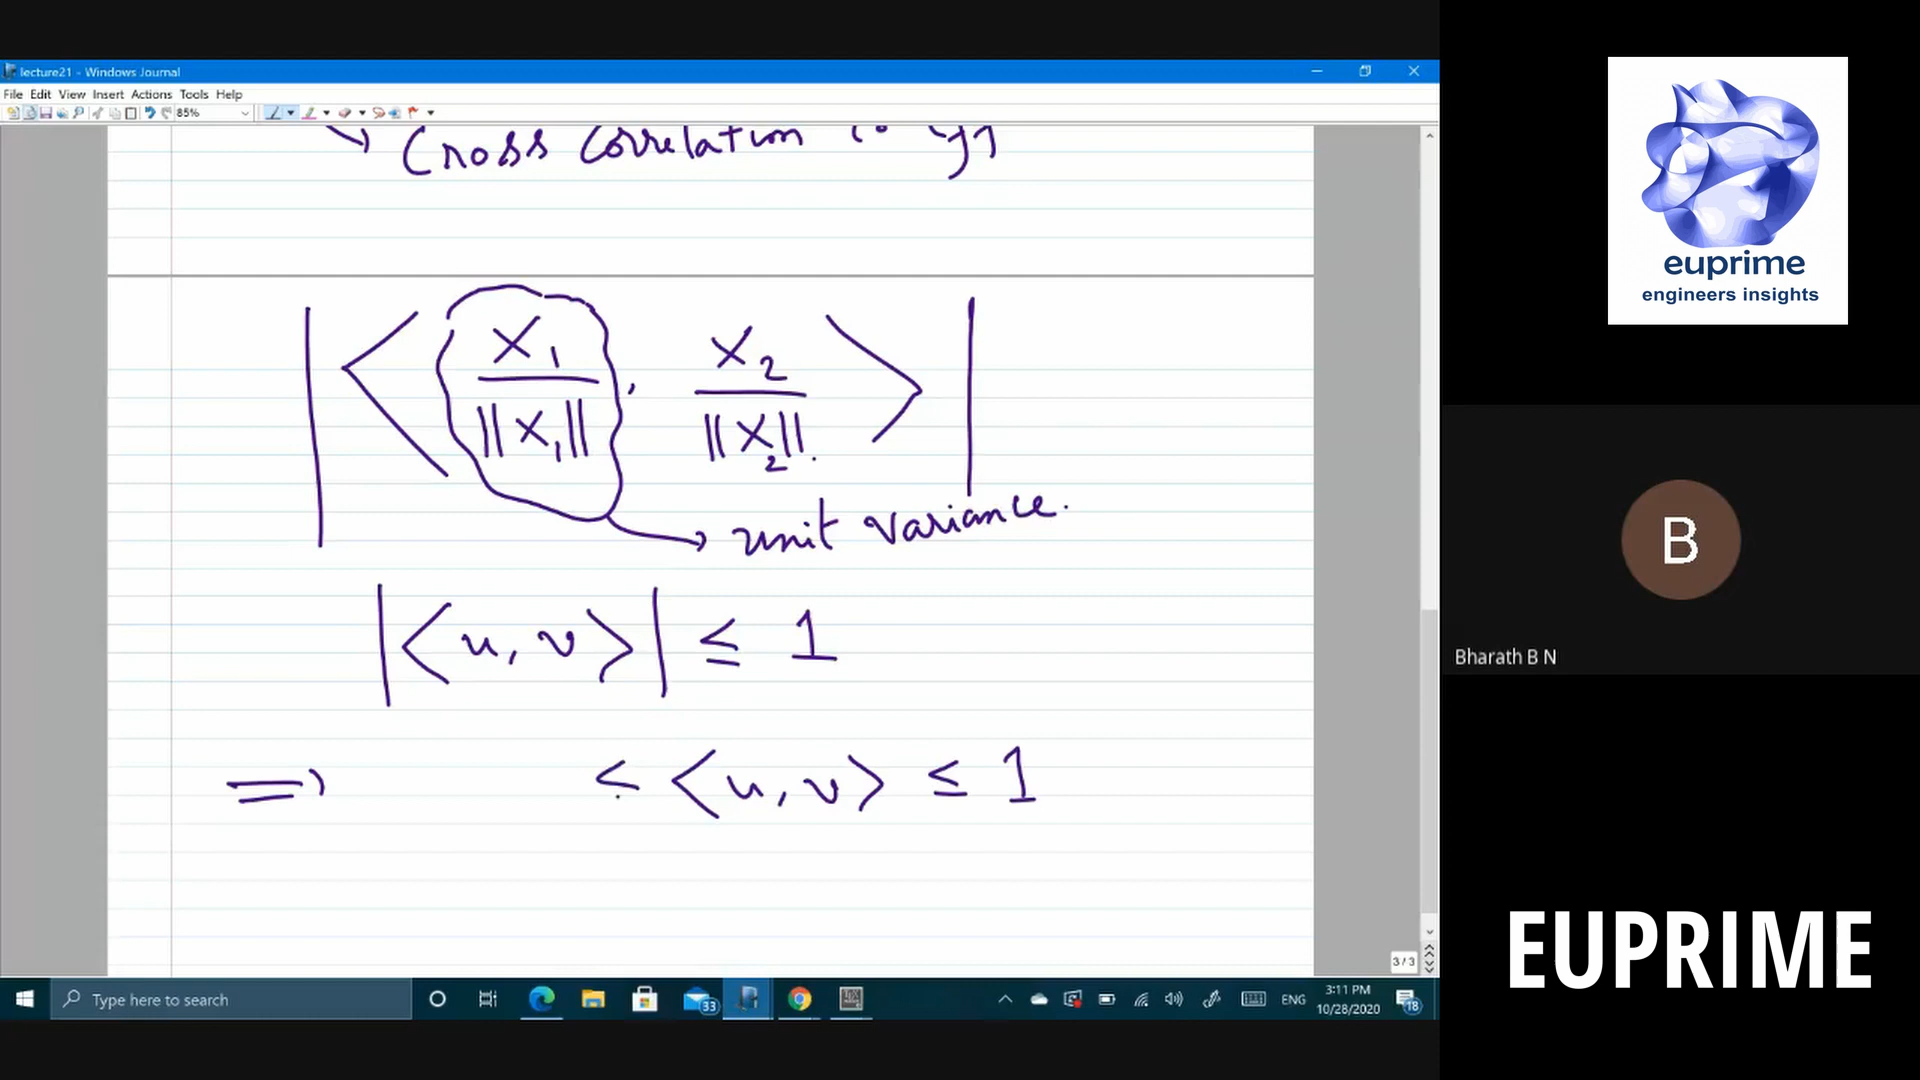 lecture21 - Windows Journal
File Edit View Insert Actions Tools Help
85%
Cross Correlation
| < X₁ / ||X₁|| , X₂ / ||X₂|| > |
→ unit variance.
|<u, v>| ≤ 1
⇒ ≤ <u, v> ≤ 1
3 / 3
Type here to search
33
ENG
3:11 PM
10/28/2020
18
euprime
engineers insights
B
Bharath B N
EUPRIME